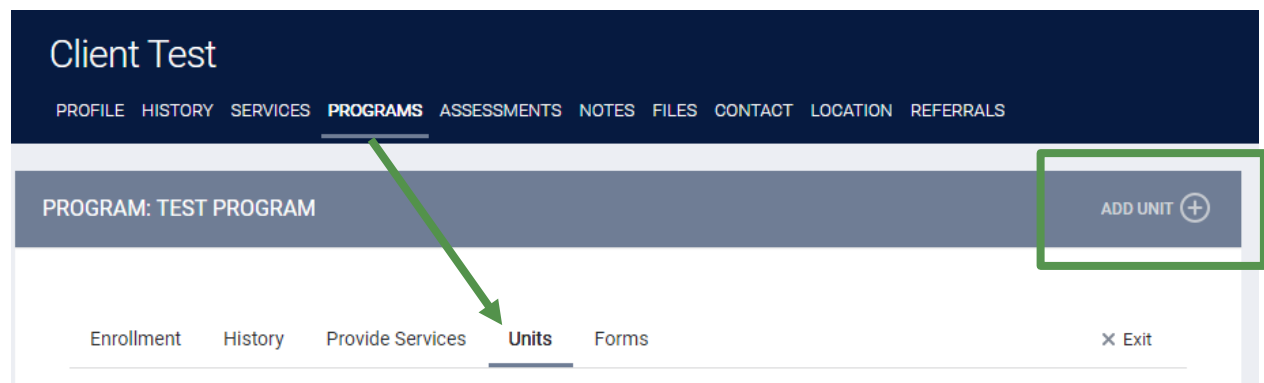 Client Test
PROFILE HISTORY SERVICES PROGRAMS ASSESSMENTS NOTES FILES CONTACT LOCATION REFERRALS
PROGRAM: TEST PROGRAM ADD UNIT
Enrollment History Provide Services Units Forms × Exit